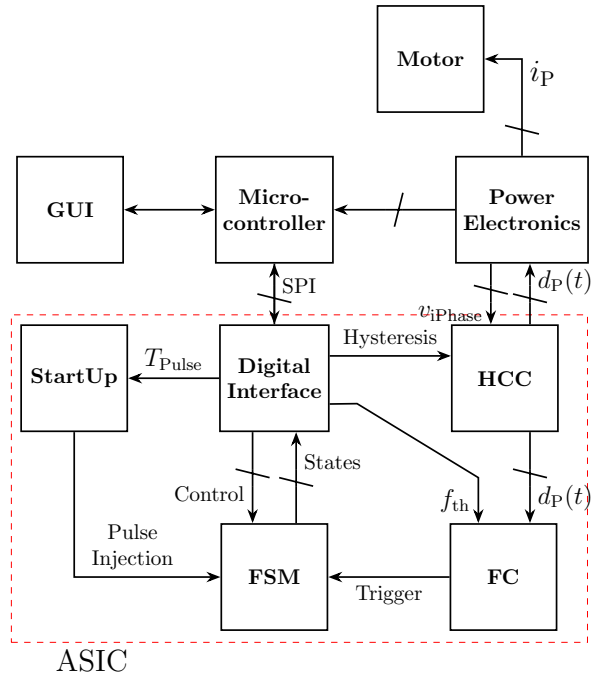 Motor
i_P
GUI
Micro-
controller
Power
Electronics
SPI
d_P(t)
v_iPhase
StartUp
T_Pulse
Digital
Interface
Hysteresis
HCC
States
Control
f_th
d_P(t)
Pulse
Injection
FSM
Trigger
FC
ASIC